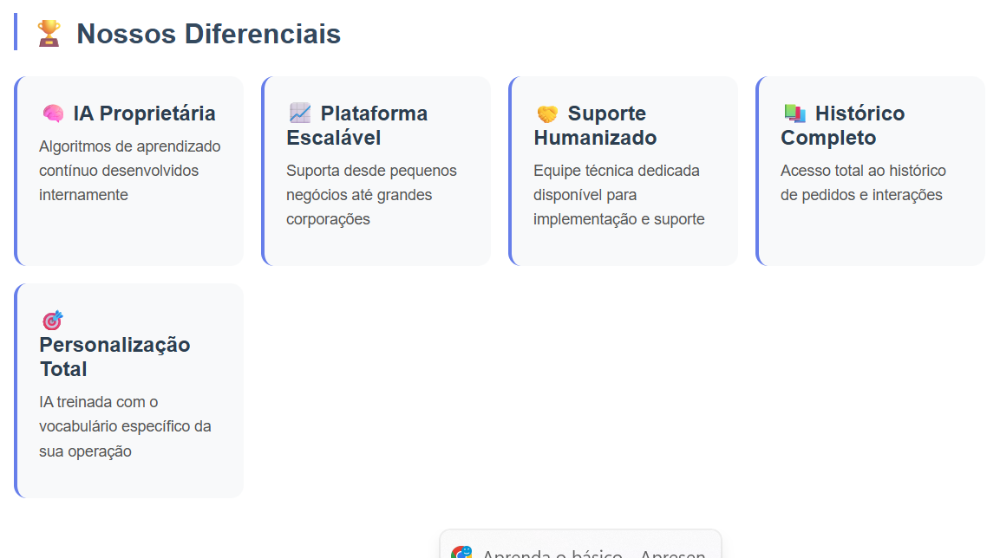 Nossos Diferenciais
IA Proprietária
Algoritmos de aprendizado
contínuo desenvolvidos
internamente
Plataforma
Escalável
Suporta desde pequenos
negócios até grandes
corporações
Suporte
Humanizado
Equipe técnica dedicada
disponível para
implementação e suporte
Histórico
Completo
Acesso total ao histórico
de pedidos e interações
Personalização
Total
IA treinada com o
vocabulário específico da
sua operação
Aprenda o básico - Apresen